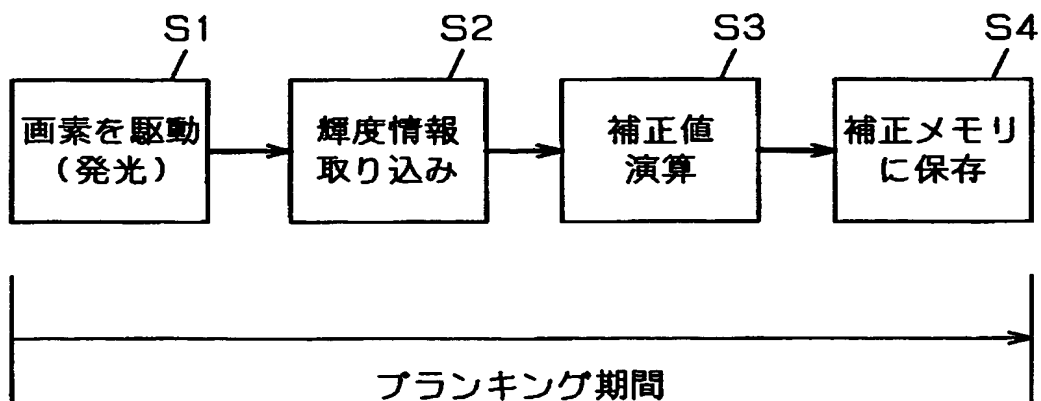 S1
S2
S3
S4
画素を駆動
(発光)
輝度情報
取り込み
補正値
演算
補正メモリ
に保存
ブランキング期間